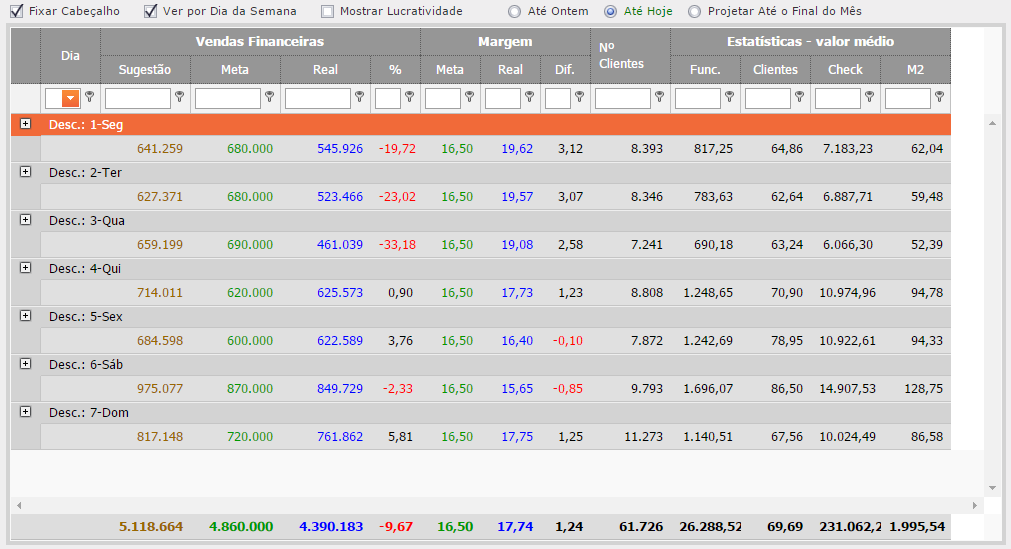 Fixar Cabeçalho Ver por Dia da Semana Mostrar Lucratividade Até Ontem Até Hoje Projetar Até o Final do Mês
Dia Vendas Financeiras Margem Nº Clientes Estatísticas - valor médio
Sugestão Meta Real % Meta Real Dif. Func. Clientes Check M2
Desc.: 1-Seg
641.259 680.000 545.926 -19,72 16,50 19,62 3,12 8.393 817,25 64,86 7.183,23 62,04
Desc.: 2-Ter
627.371 680.000 523.466 -23,02 16,50 19,57 3,07 8.346 783,63 62,64 6.887,71 59,48
Desc.: 3-Qua
659.199 690.000 461.039 -33,18 16,50 19,08 2,58 7.241 690,18 63,24 6.066,30 52,39
Desc.: 4-Qui
714.011 620.000 625.573 0,90 16,50 17,73 1,23 8.808 1.248,65 70,90 10.974,96 94,78
Desc.: 5-Sex
684.598 600.000 622.589 3,76 16,50 16,40 -0,10 7.872 1.242,69 78,95 10.922,61 94,33
Desc.: 6-Sáb
975.077 870.000 849.729 -2,33 16,50 15,65 -0,85 9.793 1.696,07 86,50 14.907,53 128,75
Desc.: 7-Dom
817.148 720.000 761.862 5,81 16,50 17,75 1,25 11.273 1.140,51 67,56 10.024,49 86,58
5.118.664 4.860.000 4.390.183 -9,67 16,50 17,74 1,24 61.726 26.288,52 69,69 231.062,2 1.995,54